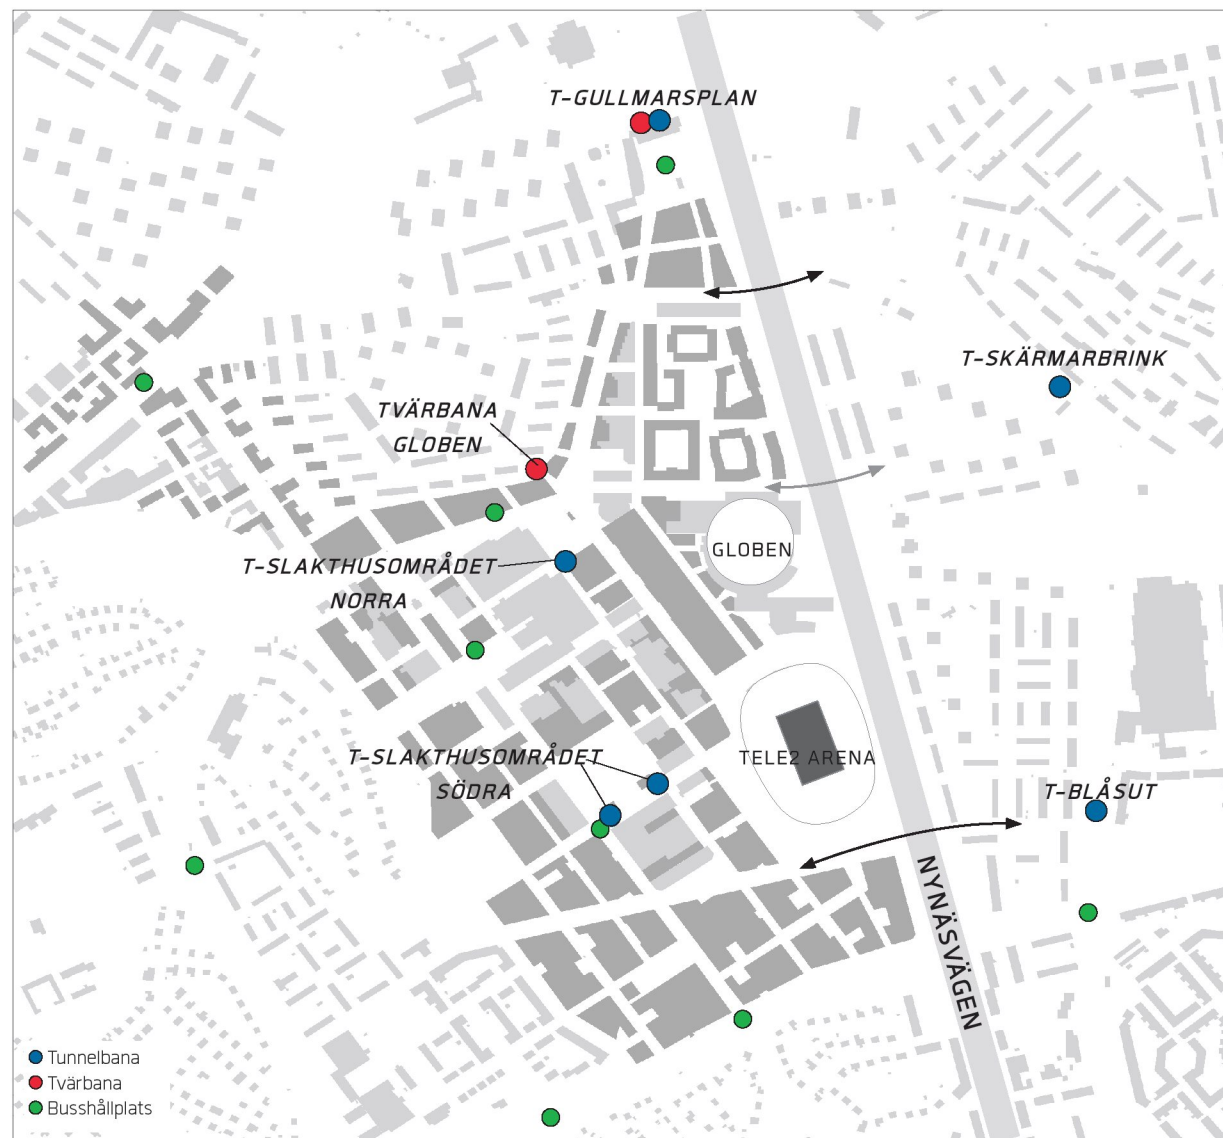 T-GULLMARSPLAN
T-SKÄRMARBRINK
TVÄRBANA
GLOBEN
GLOBEN
T-SLAKTHUSOMRÅDET
NORRA
T-SLAKTHUSOMRÅDET
SÖDRA
TELE2 ARENA
T-BLÅSUT
NYNÄSVÄGEN
Tunnelbana
Tvärbana
Busshållplats